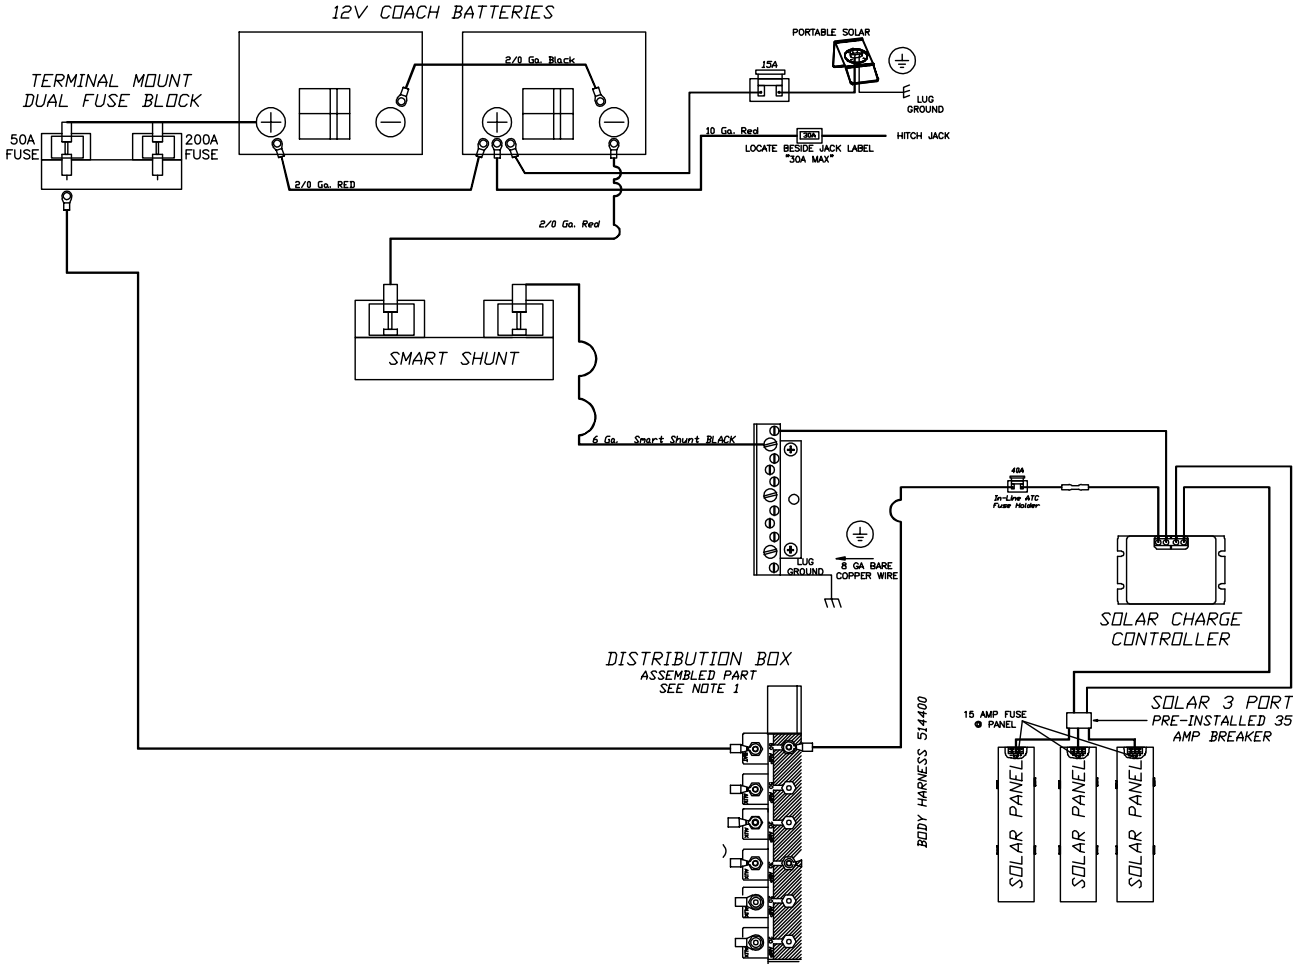 12V COACH BATTERIES
PORTABLE SOLAR
15A
2/0 Ga. Black
TERMINAL MOUNT
DUAL FUSE BLOCK
LUG
GROUND
50A
FUSE
200A
FUSE
10 Ga. Red
30A
HITCH JACK
LOCATE BESIDE JACK LABEL
"30A MAX"
2/0 Ga. RED
2/0 Ga. Red
SMART SHUNT
6 Ga. Smart Shunt BLACK
40A
In-Line ATC
Fuse Holder
LUG
GROUND
8 GA BARE
COPPER WIRE
SOLAR CHARGE
CONTROLLER
DISTRIBUTION BOX
ASSEMBLED PART
SEE NOTE 1
BODY HARNESS 514400
15 AMP FUSE
@ PANEL
SOLAR 3 PORT
PRE-INSTALLED 35
AMP BREAKER
SOLAR PANEL
SOLAR PANEL
SOLAR PANEL